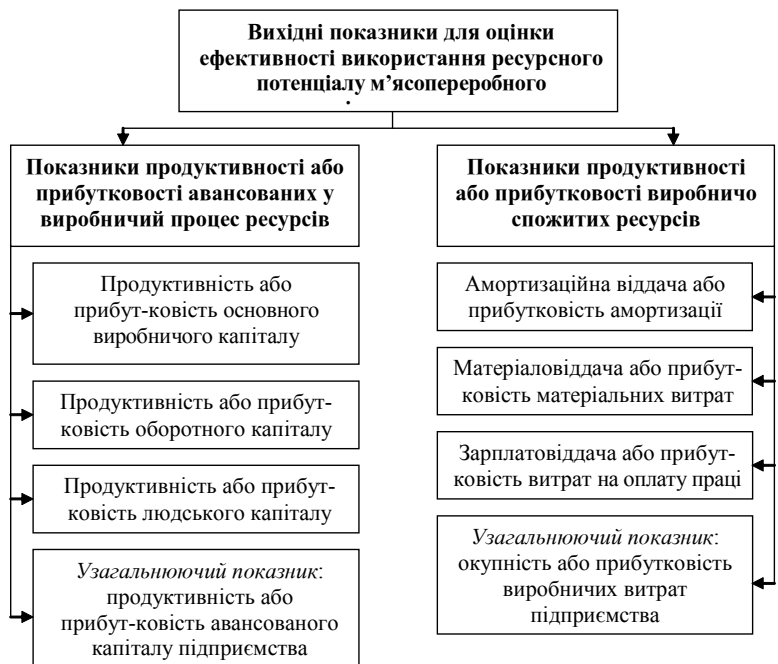 Вихідні показники для оцінки
ефективності використання ресурсного
потенціалу м’ясопереробного
Показники продуктивності або
прибутковості авансованих у
виробничий процес ресурсів
Продуктивність або
прибут-ковість основного
виробничого капіталу
Продуктивність або прибут-
ковість оборотного капіталу
Продуктивність або прибут-
ковість людського капіталу
Узагальнюючий показник:
продуктивність або
прибут-ковість авансованого
капіталу підприємства
Показники продуктивності
або прибутковості виробничо
спожитих ресурсів
Амортизаційна віддача або
прибутковість амортизації
Матеріаловіддача або прибут-
ковість матеріальних витрат
Зарплатовіддача або прибут-
ковість витрат на оплату праці
Узагальнюючий показник:
окупність або прибутковість
виробничих витрат
підприємства